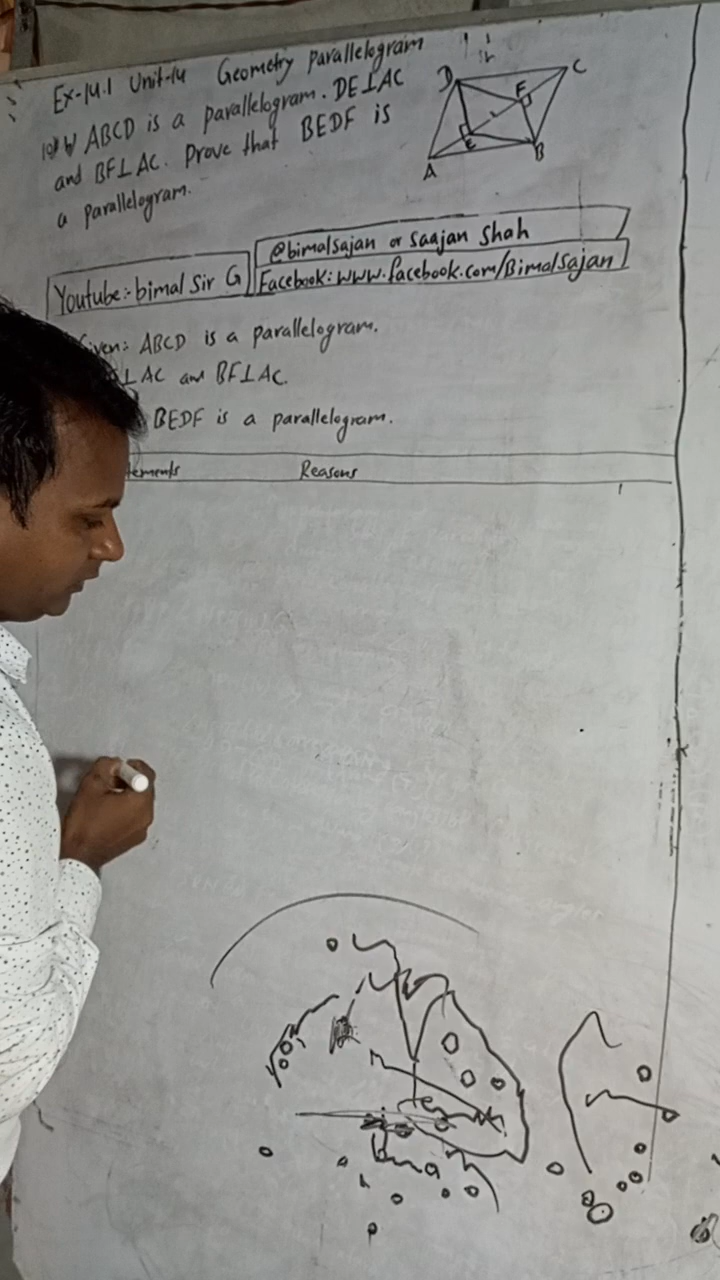 Ex-14.1 Unit-14 Geometry parallelogram
ABCD is a parallelogram. DE⊥AC
and BF⊥AC. Prove that BEDF is
a parallelogram.
D
C
F
E
B
A
@bimalsajan or Saajan Shah
Youtube:- bimal Sir G
Facebook: www.facebook.com/Bimalsajan
iven: ABCD is a parallelogram.
⊥AC and BF⊥AC.
BEDF is a parallelogram.
tements Reasons